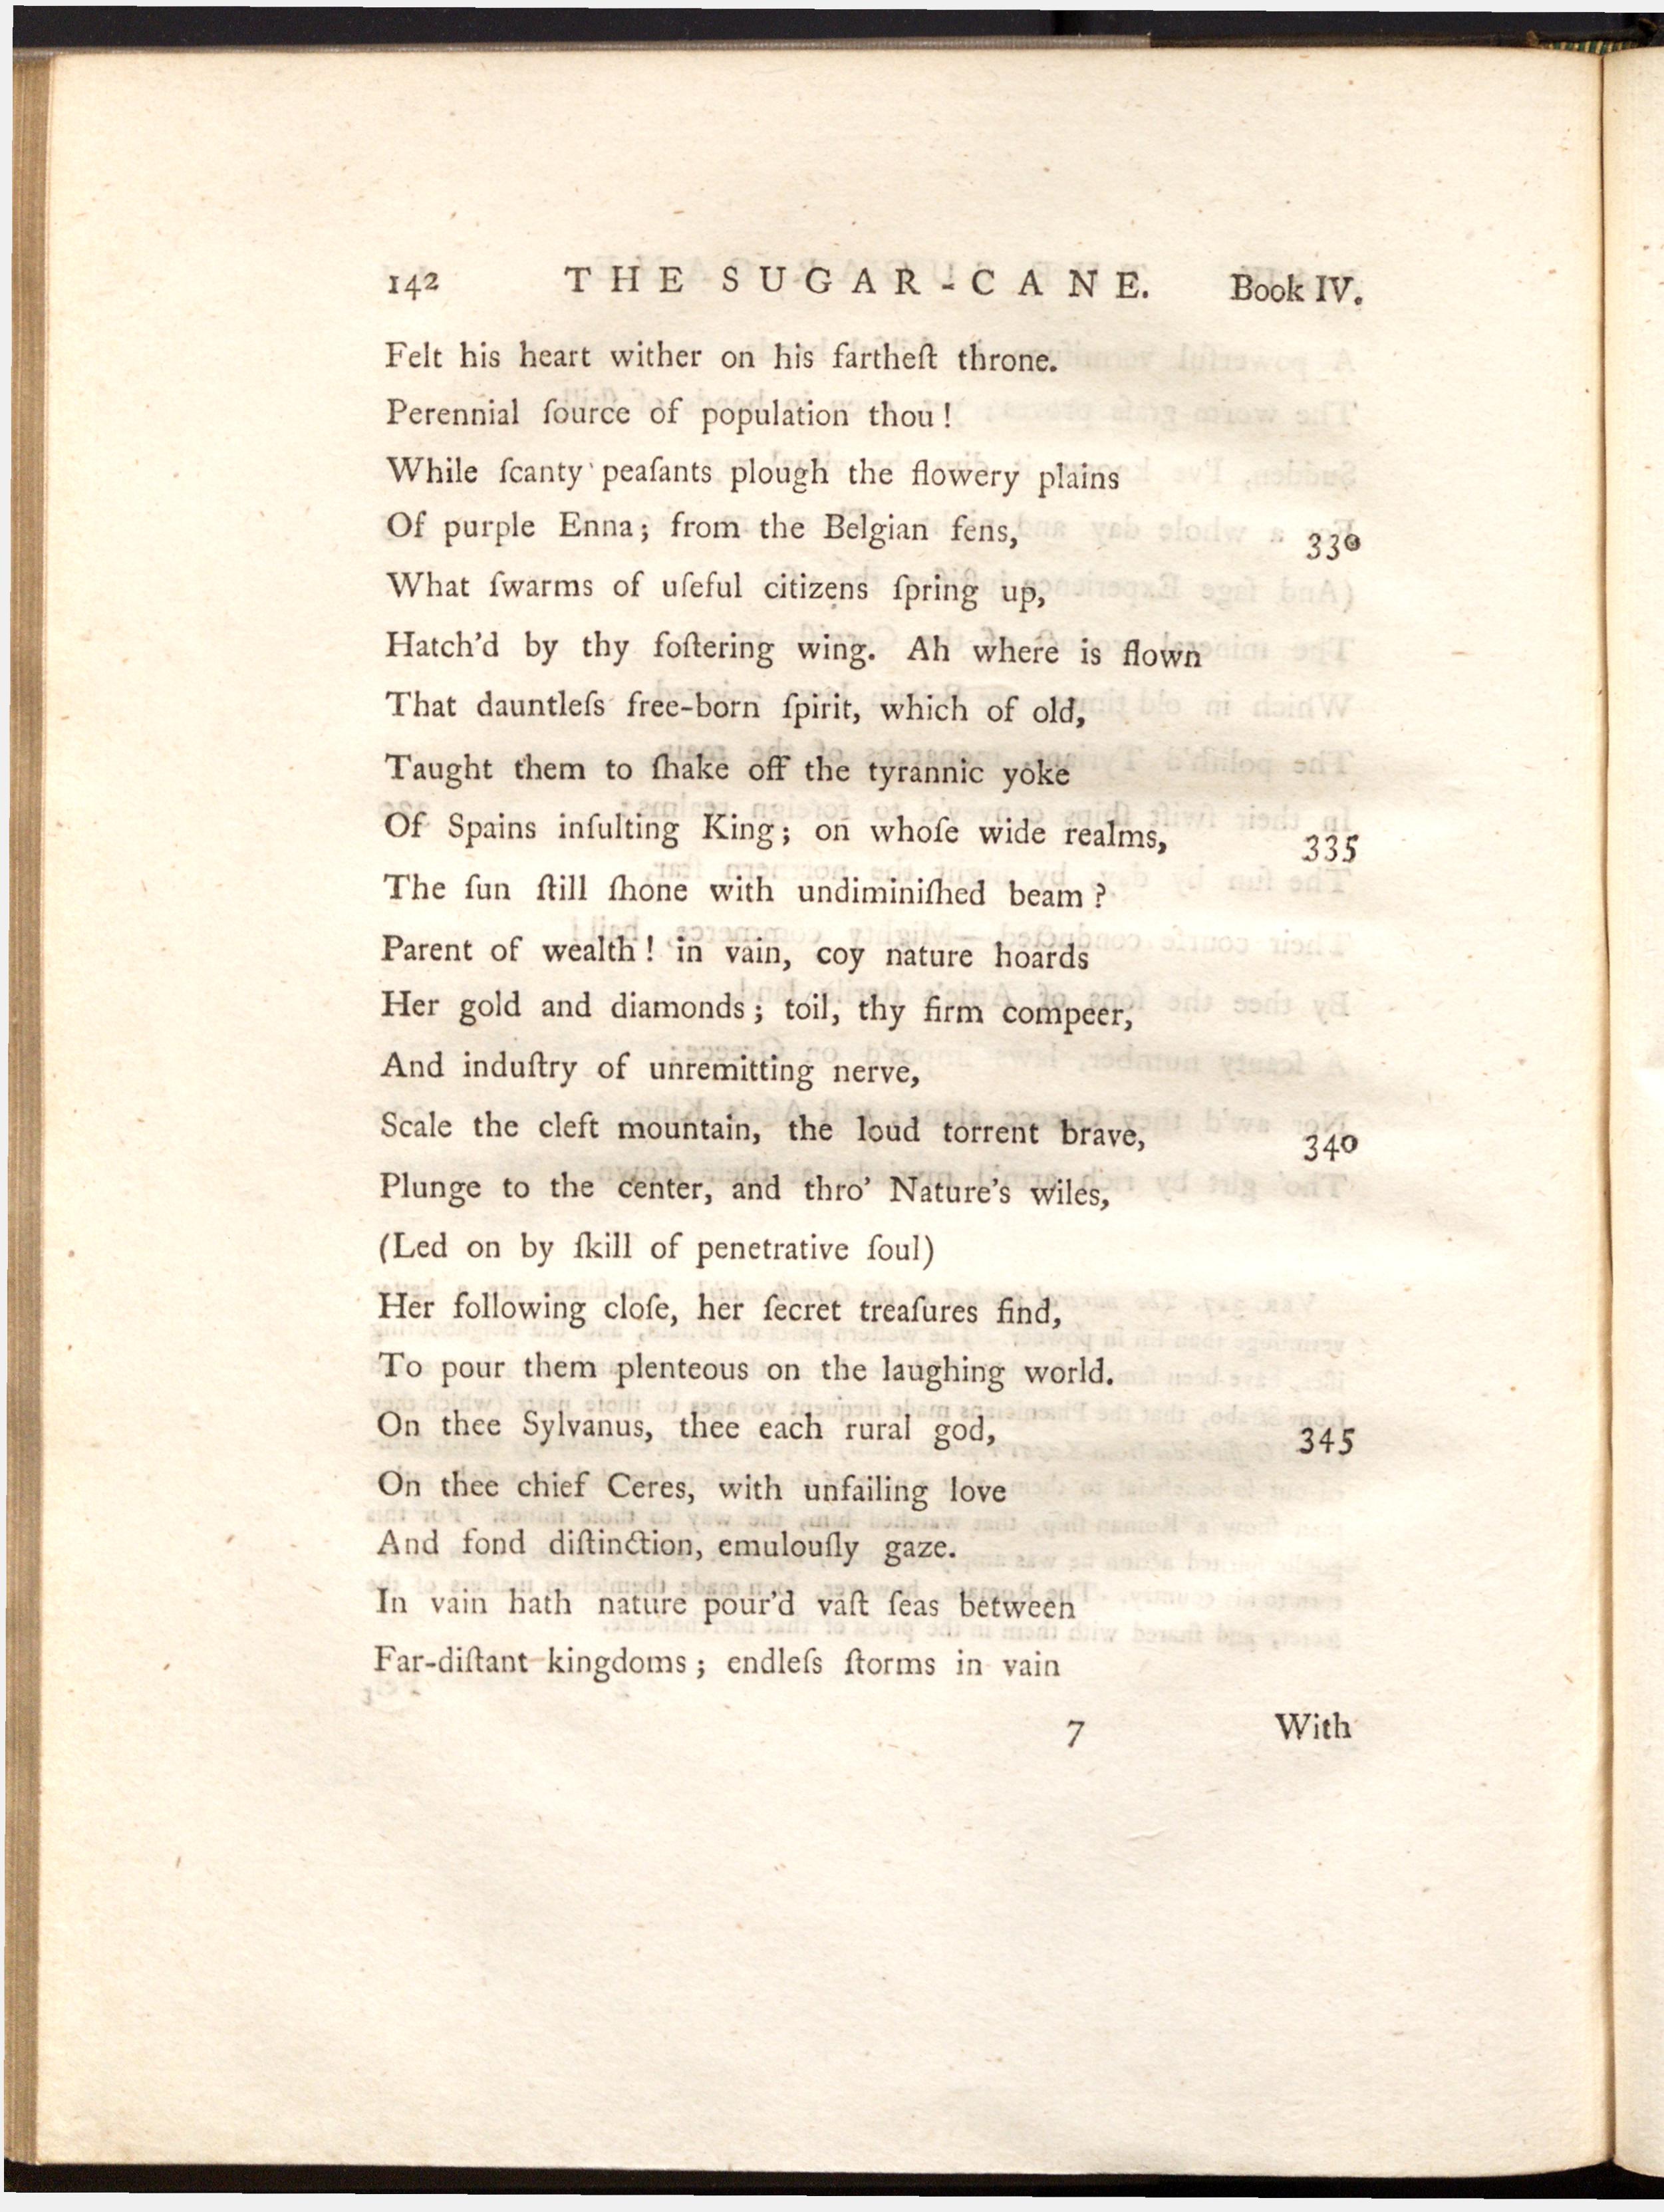 142 THE SUGAR-CANE. Book IV.
Felt his heart wither on his fartheſt throne.
Perennial ſource of population thou!
While ſcanty peaſants plough the flowery plains
Of purple Enna; from the Belgian fens, 330
What ſwarms of uſeful citizens ſpring up,
Hatch'd by thy foſtering wing. Ah where is flown
That dauntleſs free-born ſpirit, which of old,
Taught them to ſhake off the tyrannic yoke
Of Spains inſulting King; on whoſe wide realms, 335
The ſun ſtill ſhone with undiminiſhed beam?
Parent of wealth! in vain, coy nature hoards
Her gold and diamonds; toil, thy firm compeer,
And induſtry of unremitting nerve,
Scale the cleft mountain, the loud torrent brave, 340
Plunge to the center, and thro' Nature's wiles,
(Led on by ſkill of penetrative ſoul)
Her following cloſe, her ſecret treaſures find,
To pour them plenteous on the laughing world.
On thee Sylvanus, thee each rural god, 345
On thee chief Ceres, with unfailing love
And fond diſtinction, emulouſly gaze.
In vain hath nature pour'd vaſt ſeas between
Far-diſtant kingdoms; endleſs ſtorms in vain
7 With